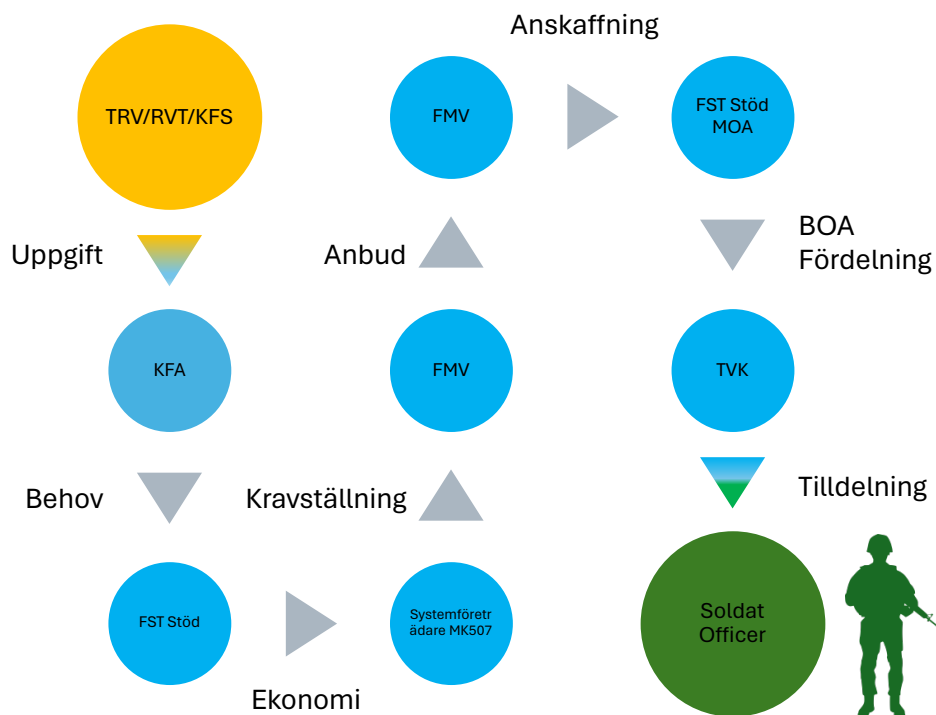 TRV/RVT/KFS
Uppgift
KFA
Behov
FST Stöd
Ekonomi
Systemföretr
ädare MK507
Kravställning
FMV
Anbud
FMV
Anskaffning
FST Stöd
MOA
BOA
Fördelning
TVK
Tilldelning
Soldat
Officer